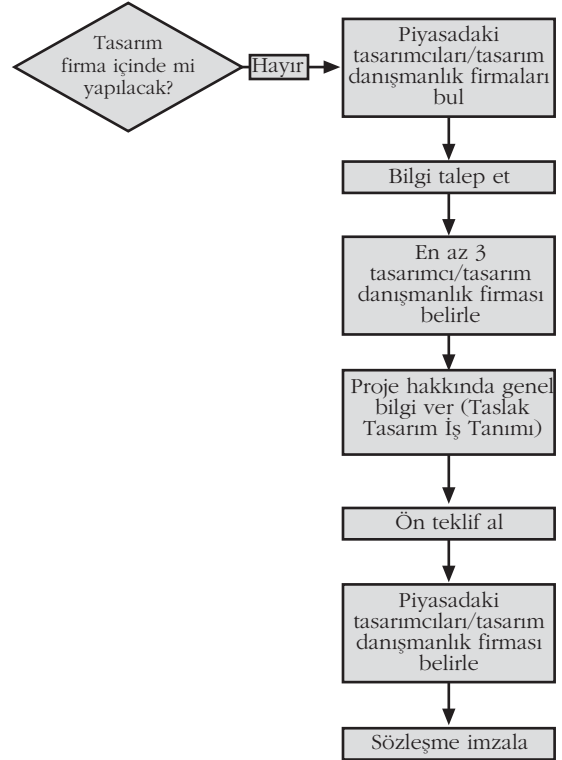 Tasarım
firma içinde mi
yapılacak?
Hayır
Piyasadaki
tasarımcıları/tasarım
danışmanlık firmaları
bul
Bilgi talep et
En az 3
tasarımcı/tasarım
danışmanlık firması
belirle
Proje hakkında genel
bilgi ver (Taslak
Tasarım İş Tanımı)
Ön teklif al
Piyasadaki
tasarımcıları/tasarım
danışmanlık firması
belirle
Sözleşme imzala